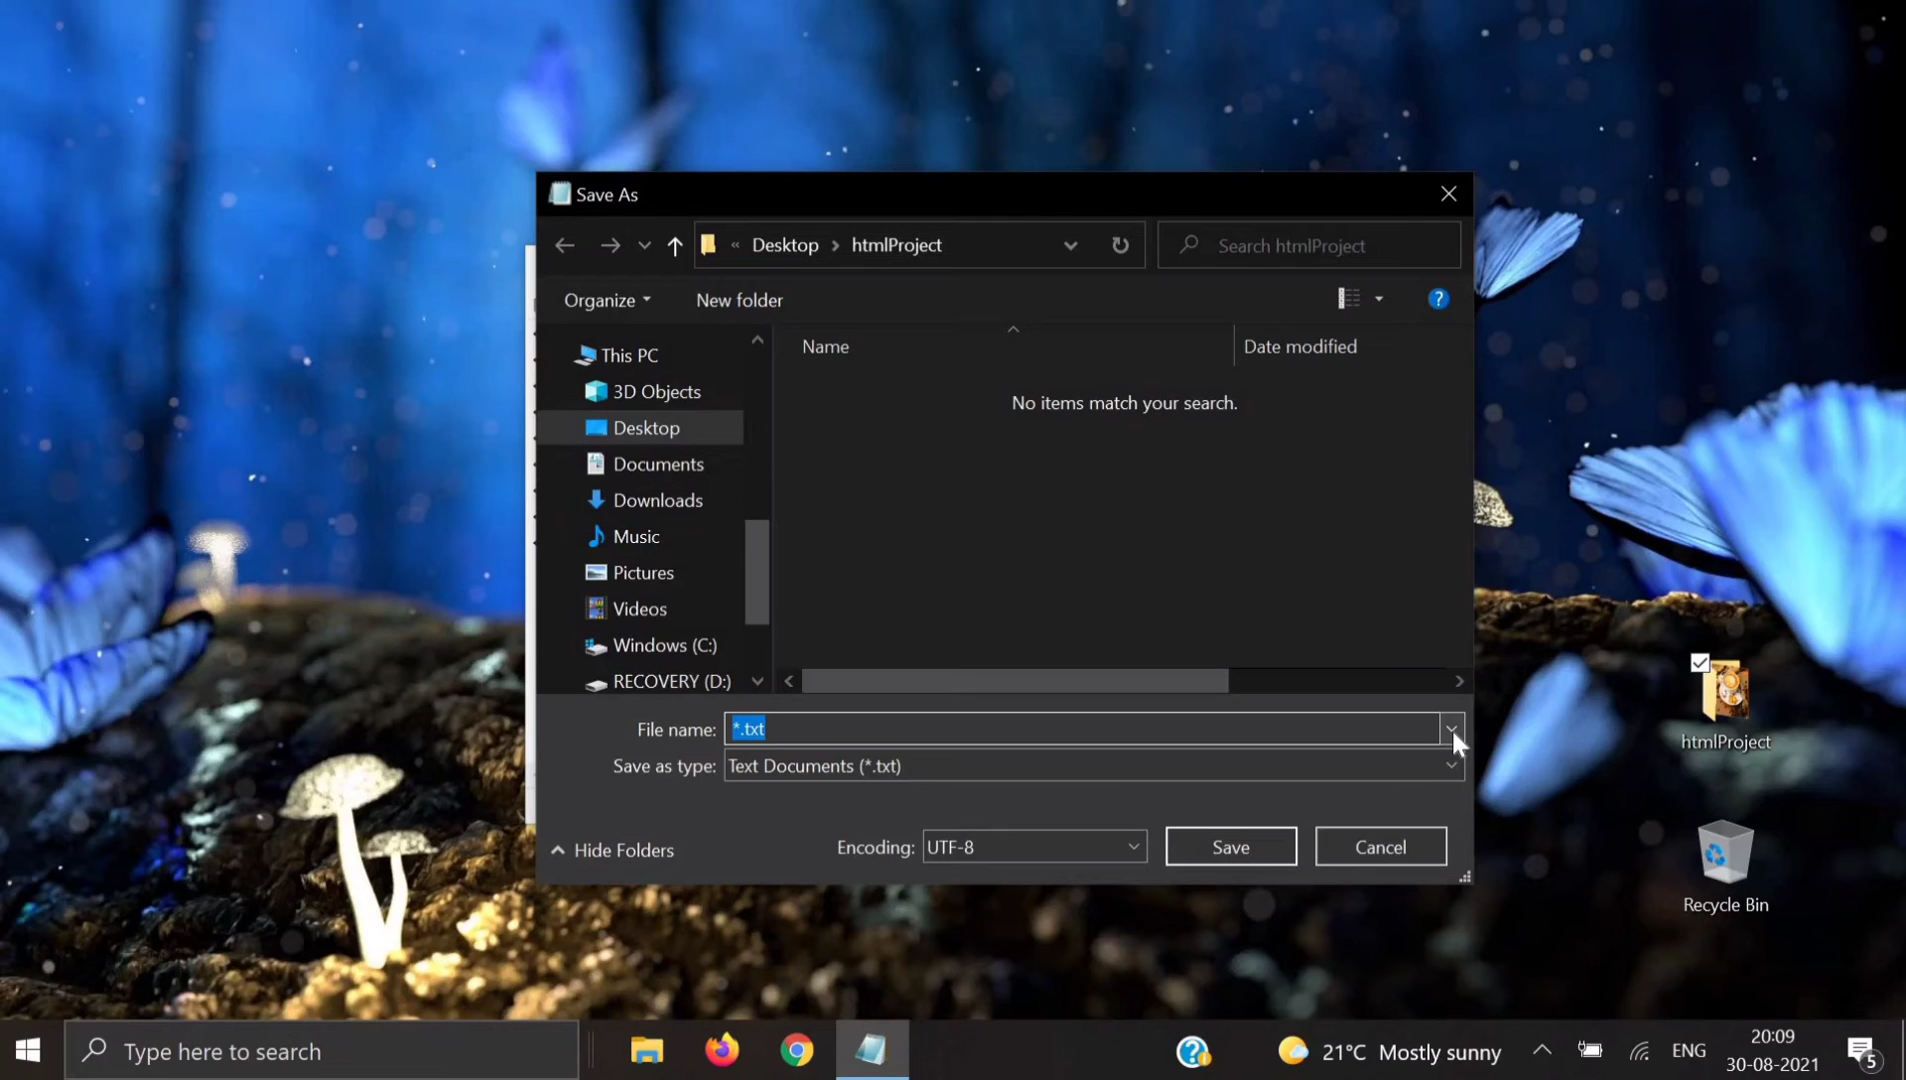 Save As
« Desktop › htmlProject
Search htmlProject
Organize
New folder
?
This PC
Name
Date modified
3D Objects
No items match your search.
Desktop
Documents
Downloads
Music
Pictures
Videos
Windows (C:)
RECOVERY (D:)
File name: *.txt
Save as type: Text Documents (*.txt)
Hide Folders
Encoding: UTF-8
Save
Cancel
htmlProject
Recycle Bin
Type here to search
21°C Mostly sunny
ENG
20:09
30-08-2021
5